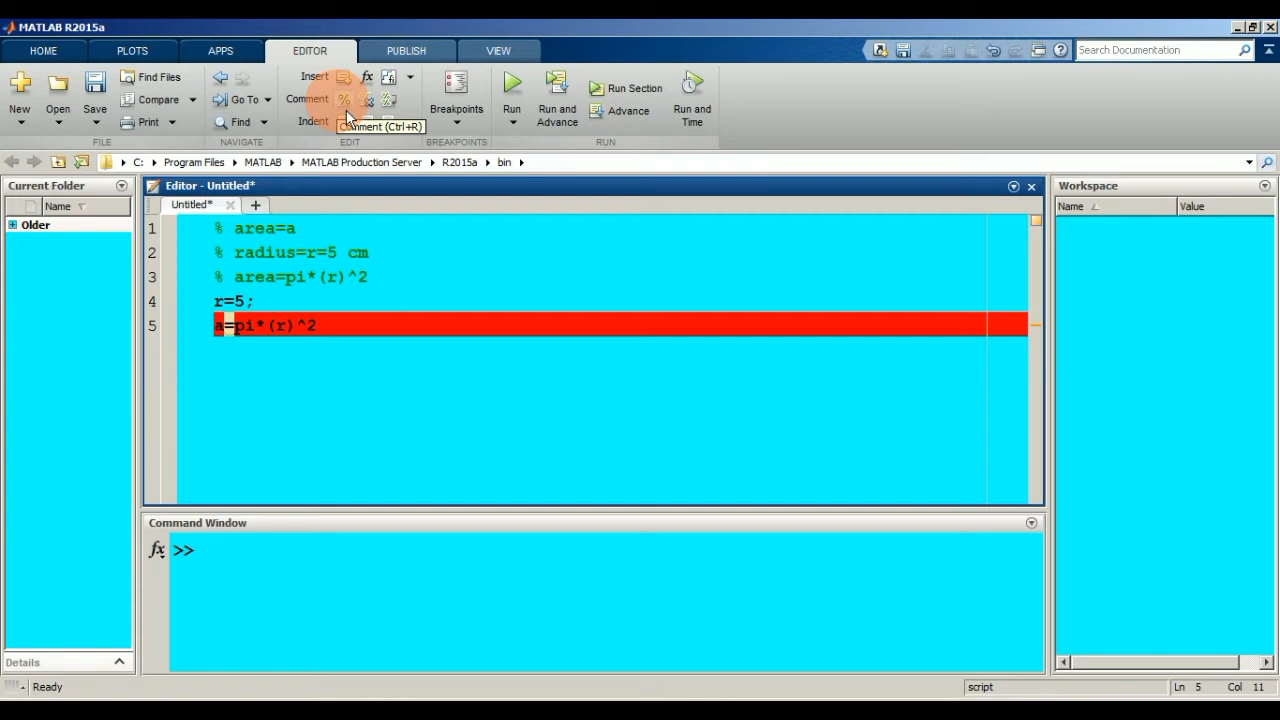 MATLAB R2015a
HOME PLOTS APPS EDITOR PUBLISH VIEW
Search Documentation
New Open Save
Find Files
Compare
Print
FILE
Go To
Find
NAVIGATE
Insert fx
Comment %
Indent
Comment (Ctrl+R)
EDIT
Breakpoints
BREAKPOINTS
Run
Run and Advance
Run Section
Advance
Run and Time
RUN
C: Program Files MATLAB MATLAB Production Server R2015a bin
Current Folder
Name
Older
Details
Editor - Untitled*
Untitled*
1 % area=a
2 % radius=r=5 cm
3 % area=pi*(r)^2
4 r=5;
5 a=pi*(r)^2
Command Window
fx >>
Workspace
Name Value
Ready
script Ln 5 Col 11